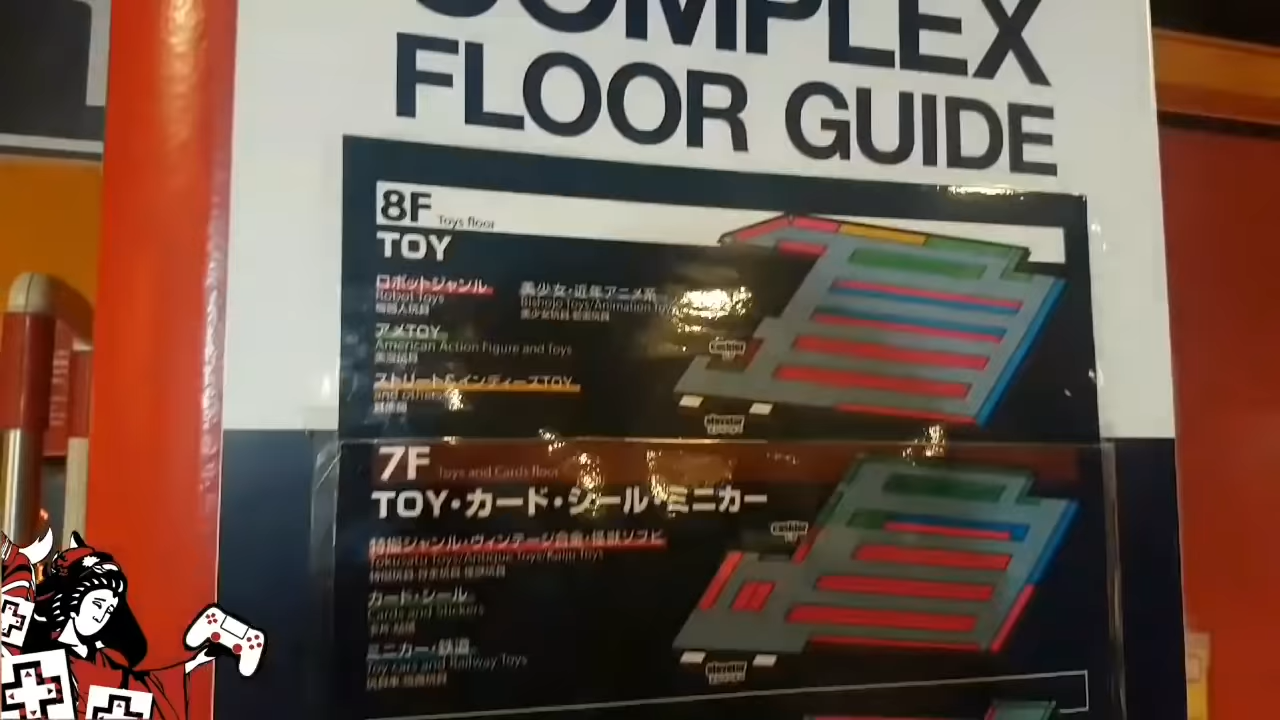 COMPLEX
FLOOR GUIDE
8F Toys floor
TOY
ロボットジャンル
Robot Toys
美少女・近年アニメ系
Bishojo Toys/Animation Toys
アメTOY
American Action Figure and Toys
ストリート&インディーズTOY
and others
cashier
elevator
7F Toys and Cards floor
TOY・カード・シール・ミニカー
特撮ジャンル・ヴィンテージ合金・怪獣ソフビ
Tokusatu Toys/Antique Toys/Kaiju Toys
カード・シール
Cards and Stickers
ミニカー・鉄道
Toy cars and Railway Toys
cashier
elevator